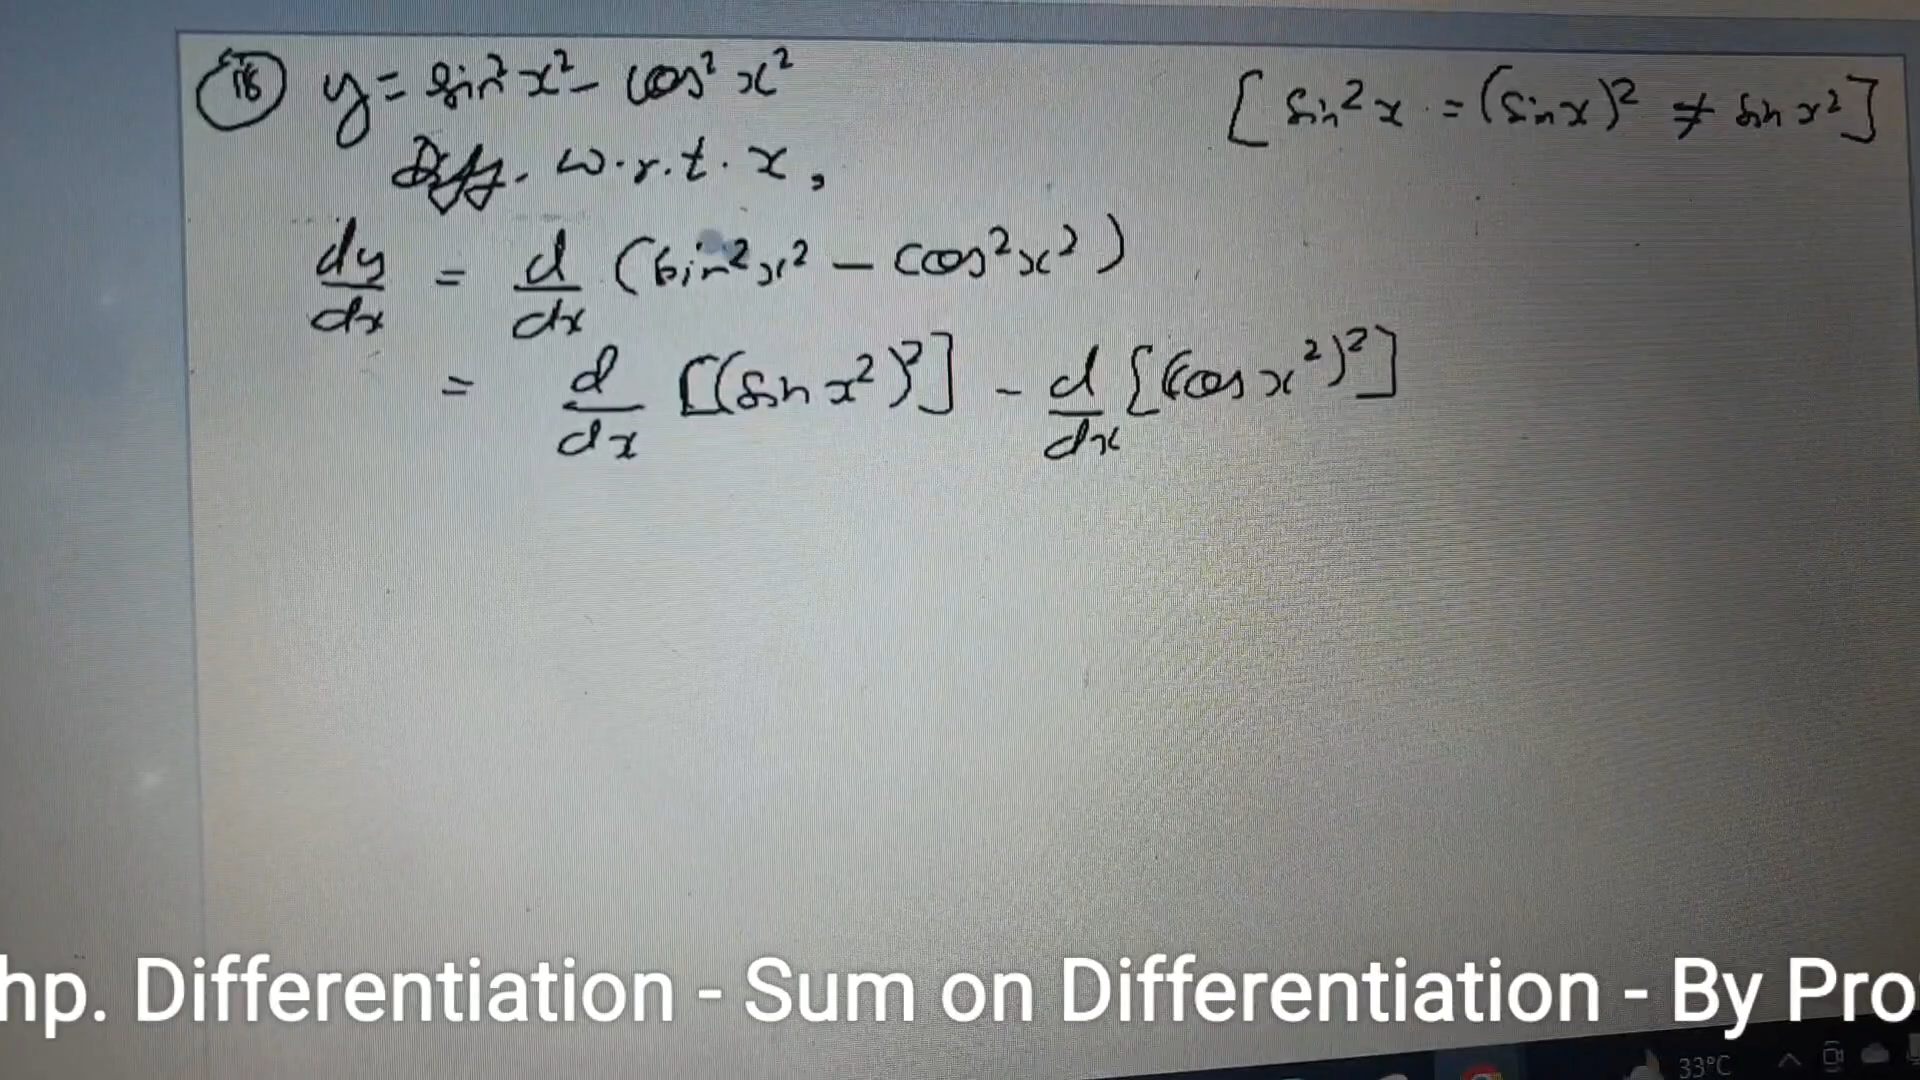 18 y = sin² x² - cos² x² [sin² x = (sin x)² ≠ sin x²]
Diff. w.r.t. x,
dy/dx = d/dx (sin² x² - cos² x²)
= d/dx [(sin x²)²] - d/dx [(cos x²)²]
hp. Differentiation - Sum on Differentiation - By Pro
33°C